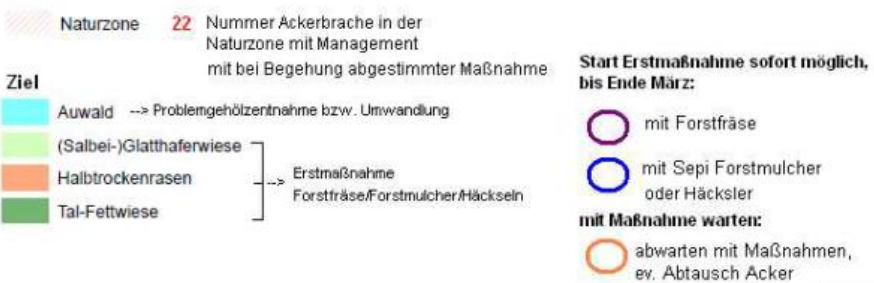 Naturzone 22 Nummer Ackerbrache in der
Naturzone mit Management
mit bei Begehung abgestimmter Maßnahme
Ziel
Auwald --> Problemgehölzentnahme bzw. Umwandlung
(Salbei-)Glatthaferwiese
Halbtrockenrasen
Tal-Fettwiese
--> Erstmaßnahme
Forstfräse/Forstmulcher/Häckseln
Start Erstmaßnahme sofort möglich,
bis Ende März:
mit Forstfräse
mit Sepi Forstmulcher
oder Häcksler
mit Maßnahme warten:
abwarten mit Maßnahmen,
ev. Abtausch Acker